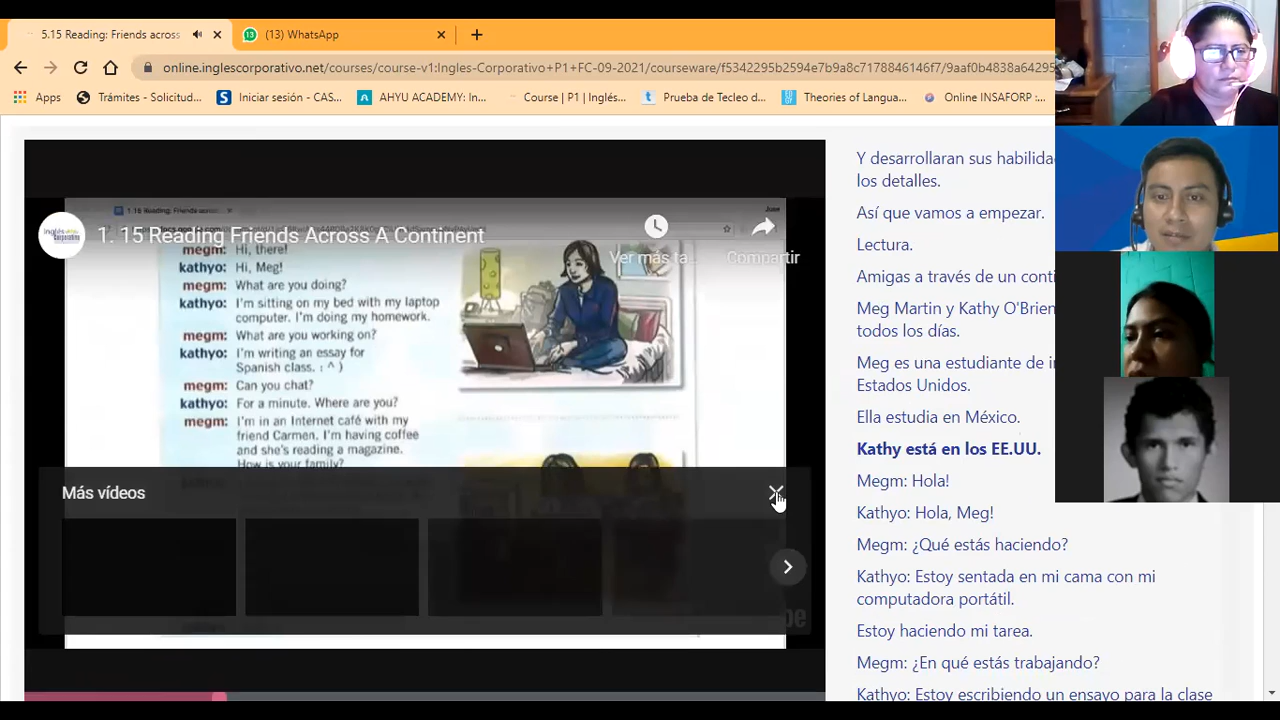 5.15 Reading: Friends across
(13) WhatsApp
online.inglescorporativo.net/courses/course-v1:Ingles-Corpo
P1+FC-09-2021/courseware/f5342295b2594e7b9a8c7178846146f7/9aaf0b4838a64295
Apps
Trámites - Solicitud...
Iniciar sesión - CAS...
AHYU ACADEMY: In...
Course | P1 | Inglés...
Prueba de Tecleo d...
Theories of Langua...
Online INSAFORP:...
1. 15 Reading Friends Across A Continent
Ver más ta...
Compartir
megm: Hi, there!
kathyo: Hi, Meg!
megm: What are you doing?
kathyo: I'm sitting on my bed with my laptop
computer. I'm doing my homework.
megm: What are you working on?
kathyo: I'm writing an essay for
Spanish class. : ^ )
megm: Can you chat?
kathyo: For a minute. Where are you?
megm: I'm in an Internet café with my
friend Carmen. I'm having coffee
and she's reading a magazine.
How is your family?
Más vídeos
Y desarrollaran sus
los detalles.
Así que vamos a empezar.
Lectura.
Amigas a través de un
Meg Martin y Kathy O'Brien
todos los días.
Meg es una estudiante de
Estados Unidos.
Ella estudia en México.
Kathy está en los EE.UU.
Megm: Hola!
Kathyo: Hola, Meg!
Megm: ¿Qué estás haciendo?
Kathyo: Estoy sentada en mi cama con mi
computadora portátil.
Estoy haciendo mi tarea.
Megm: ¿En qué estás trabajando?
Kathyo: Estoy escribiendo un ensayo para la clase